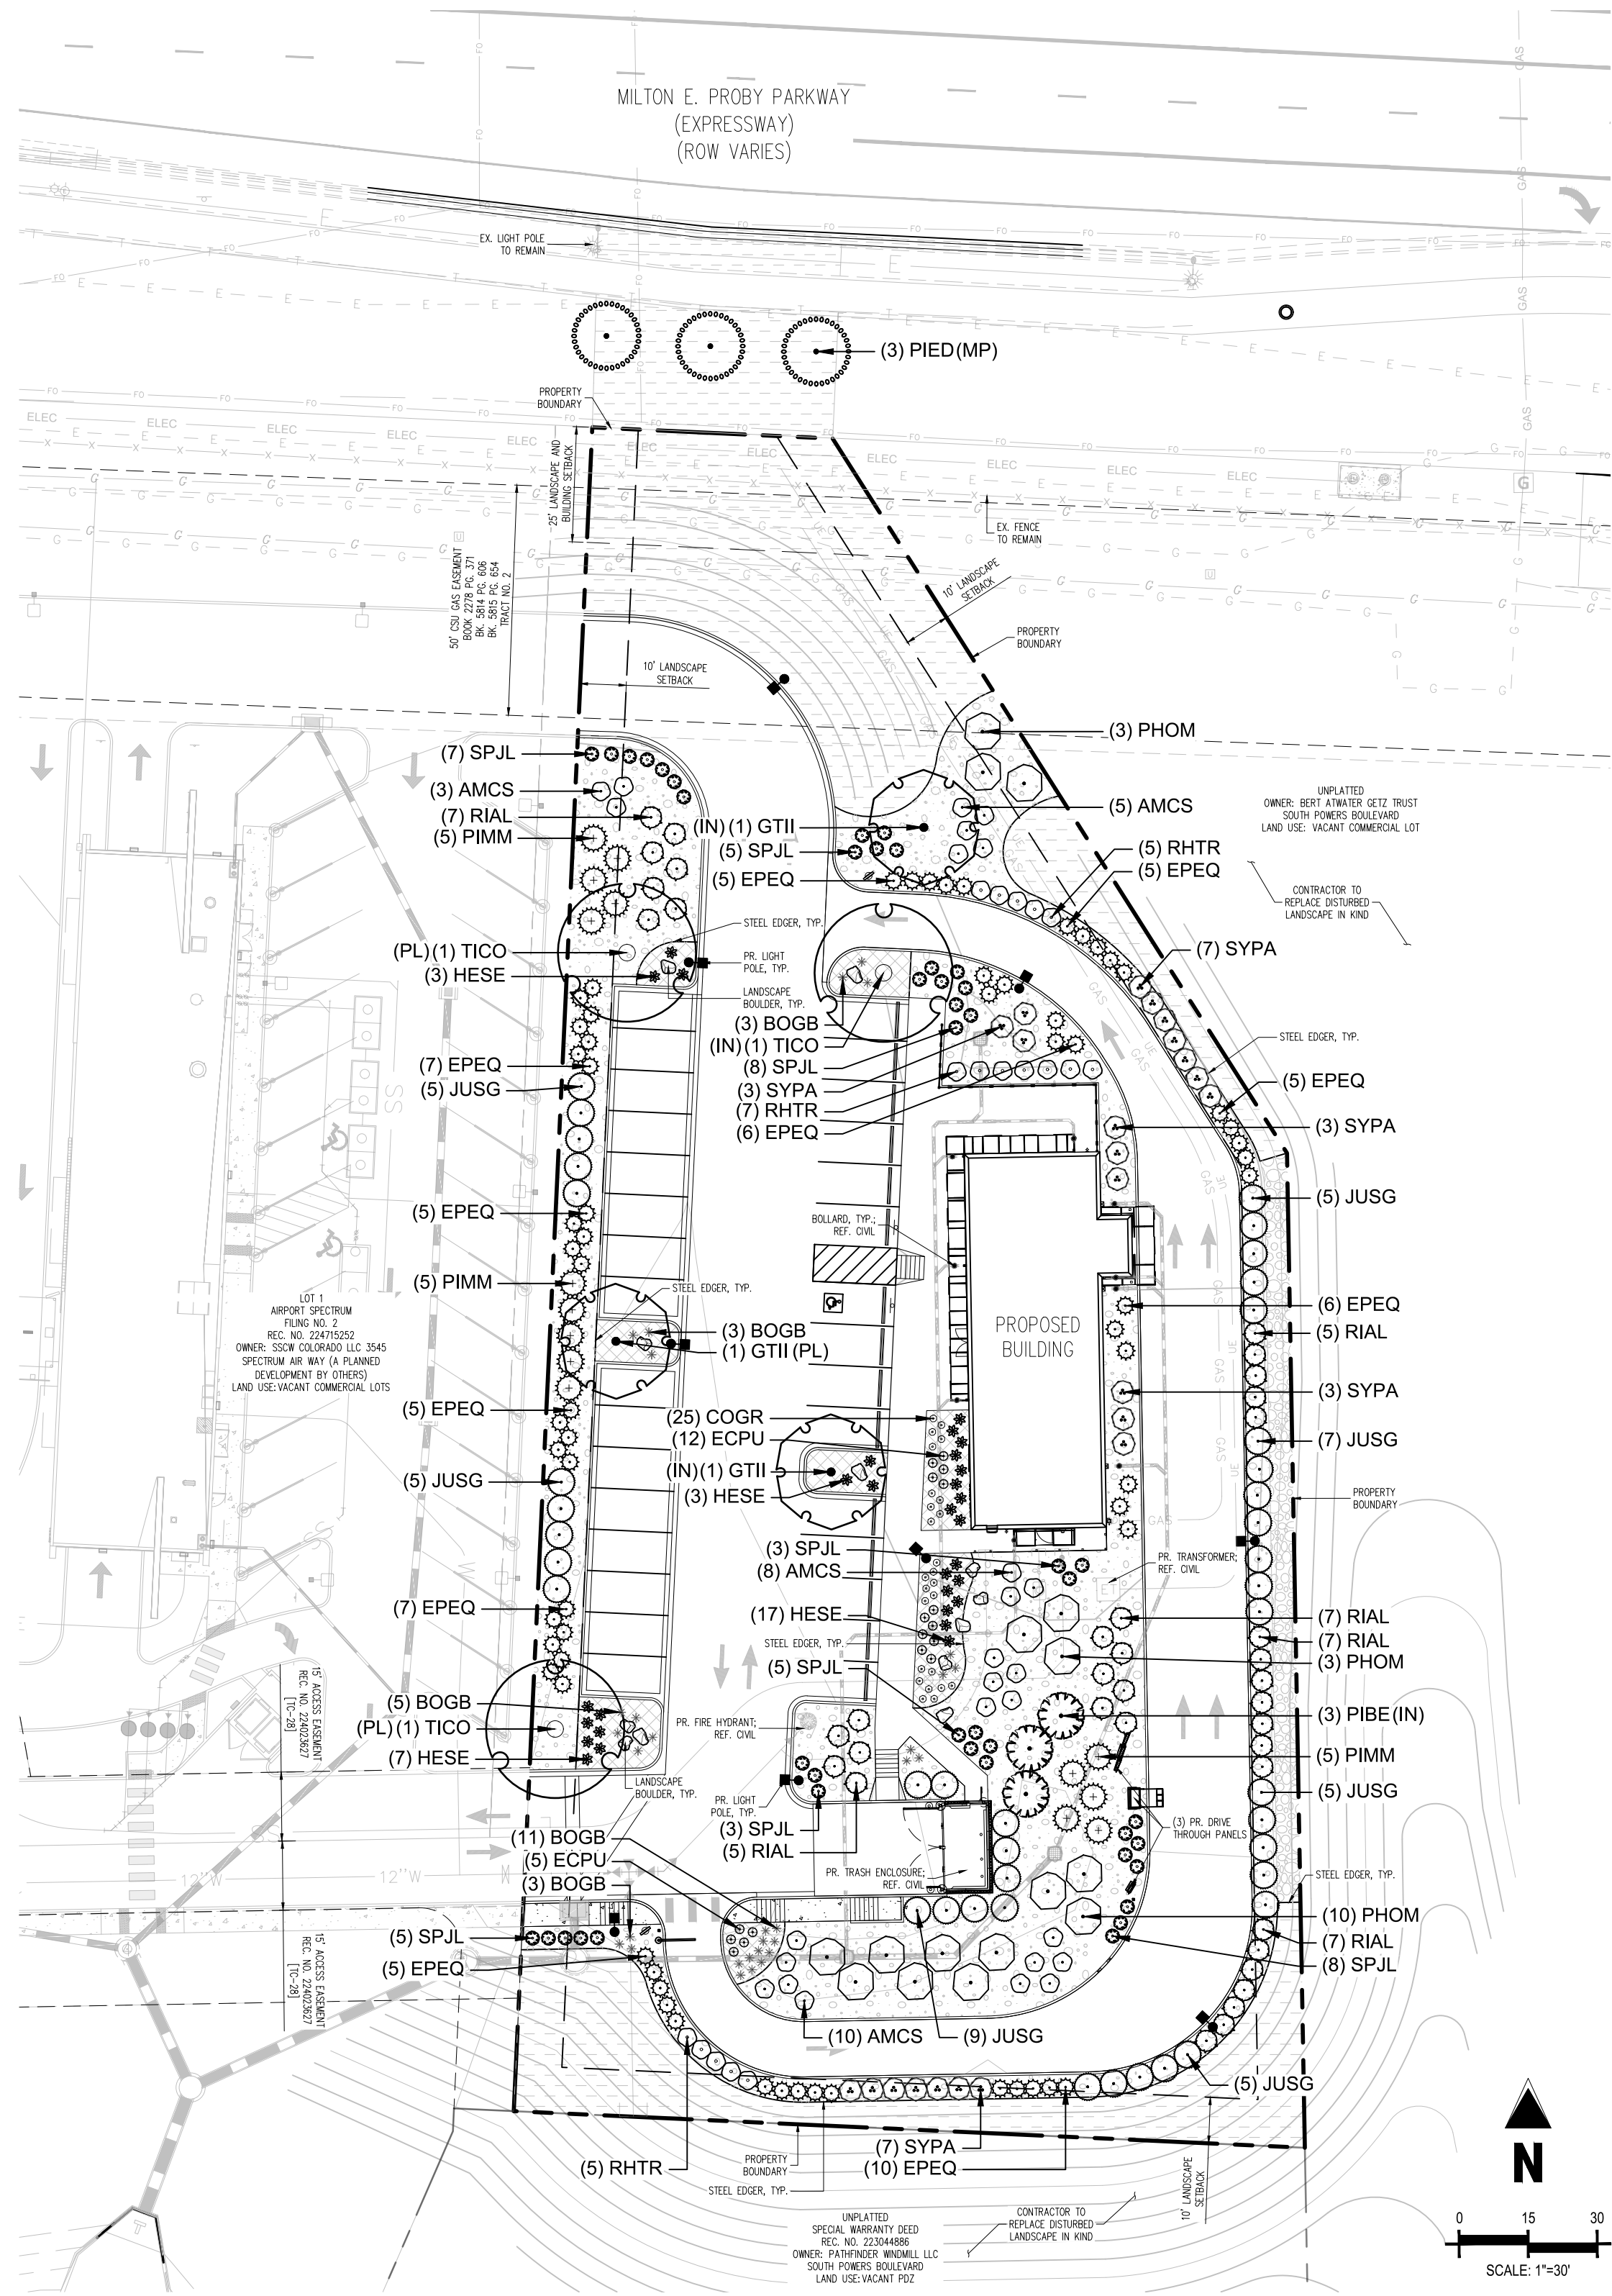 MILTON E. PROBY PARKWAY
(EXPRESSWAY)
(ROW VARIES)
EX. LIGHT POLE
TO REMAIN
(3) PIED(MP)
PROPERTY
BOUNDARY
25' LANDSCAPE AND
BUILDING SETBACK
EX. FENCE
TO REMAIN
10' LANDSCAPE
SETBACK
PROPERTY
BOUNDARY
50' CSU GAS EASEMENT
BOOK 2278 PG. 371
BK. 5814 PG. 606
BK. 5815 PG. 654
TRACT NO. 2
10' LANDSCAPE
SETBACK
(3) PHOM
(7) SPJL
(3) AMCS
(7) RIAL
(5) PIMM
(5) AMCS
(IN)(1) GTII
(5) SPJL
(5) EPEQ
(5) RHTR
(5) EPEQ
UNPLATTED
OWNER: BERT ATWATER GETZ TRUST
SOUTH POWERS BOULEVARD
LAND USE: VACANT COMMERCIAL LOT
CONTRACTOR TO
REPLACE DISTURBED
LANDSCAPE IN KIND
STEEL EDGER, TYP.
(PL)(1) TICO
(3) HESE
PR. LIGHT
POLE, TYP.
LANDSCAPE
BOULDER, TYP.
(7) SYPA
(3) BOGB
(IN)(1) TICO
(8) SPJL
(3) SYPA
(7) RHTR
(6) EPEQ
STEEL EDGER, TYP.
(7) EPEQ
(5) JUSG
(5) EPEQ
(3) SYPA
(5) JUSG
(5) EPEQ
BOLLARD, TYP.;
REF. CIVIL
(5) PIMM
STEEL EDGER, TYP.
LOT 1
AIRPORT SPECTRUM
FILING NO. 2
REC. NO. 224715252
OWNER: SSCW COLORADO LLC 3545
SPECTRUM AIR WAY (A PLANNED
DEVELOPMENT BY OTHERS)
LAND USE: VACANT COMMERCIAL LOTS
(3) BOGB
(1) GTII(PL)
PROPOSED
BUILDING
(6) EPEQ
(5) RIAL
(3) SYPA
(5) EPEQ
(25) COGR
(12) ECPU
(7) JUSG
(5) JUSG
(IN)(1) GTII
(3) HESE
PROPERTY
BOUNDARY
(3) SPJL
(8) AMCS
PR. TRANSFORMER;
REF. CIVIL
ET
(7) EPEQ
(17) HESE
STEEL EDGER, TYP.
(5) SPJL
(7) RIAL
(7) RIAL
(3) PHOM
(5) BOGB
(PL)(1) TICO
(7) HESE
PR. FIRE HYDRANT;
REF. CIVIL
(3) PIBE(IN)
(5) PIMM
(5) JUSG
15' ACCESS EASEMENT
REC. NO. 224023627
[TC-28]
LANDSCAPE
BOULDER, TYP.
PR. LIGHT
POLE, TYP.
(3) SPJL
(5) RIAL
(3) PR. DRIVE
THROUGH PANELS
(11) BOGB
(5) ECPU
(3) BOGB
PR. TRASH ENCLOSURE;
REF. CIVIL
STEEL EDGER, TYP.
12"W
12"W
(5) SPJL
(5) EPEQ
(10) PHOM
(7) RIAL
(8) SPJL
15' ACCESS EASEMENT
REC. NO. 224023627
[TC-28]
(10) AMCS
(9) JUSG
(5) JUSG
(5) RHTR
PROPERTY
BOUNDARY
(7) SYPA
(10) EPEQ
STEEL EDGER, TYP.
10' LANDSCAPE
SETBACK
UNPLATTED
SPECIAL WARRANTY DEED
REC. NO. 223044886
OWNER: PATHFINDER WINDMILL LLC
SOUTH POWERS BOULEVARD
LAND USE: VACANT PDZ
CONTRACTOR TO
REPLACE DISTURBED
LANDSCAPE IN KIND
N
0 15 30
SCALE: 1"=30'